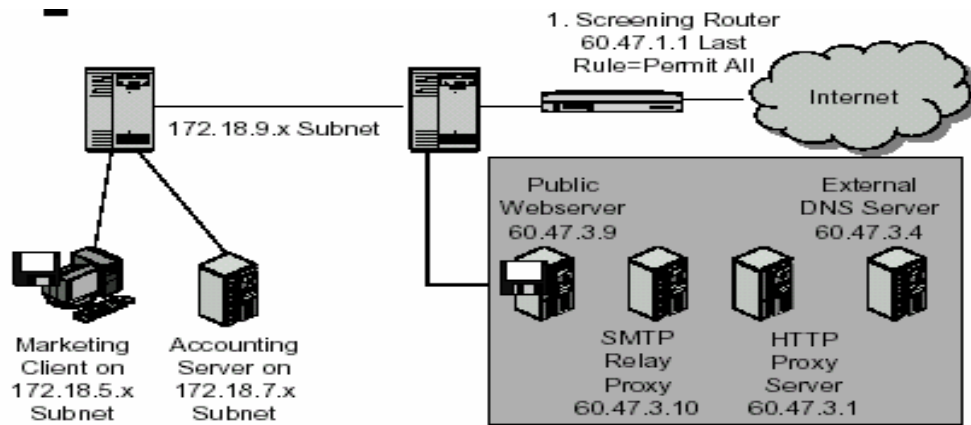 1. Screening Router
60.47.1.1 Last
Rule=Permit All
Internet
172.18.9.x Subnet
Public
Webserver
60.47.3.9
External
DNS Server
60.47.3.4
Marketing
Client on
172.18.5.x
Subnet
Accounting
Server on
172.18.7.x
Subnet
SMTP
Relay
Proxy
60.47.3.10
HTTP
Proxy
Server
60.47.3.1